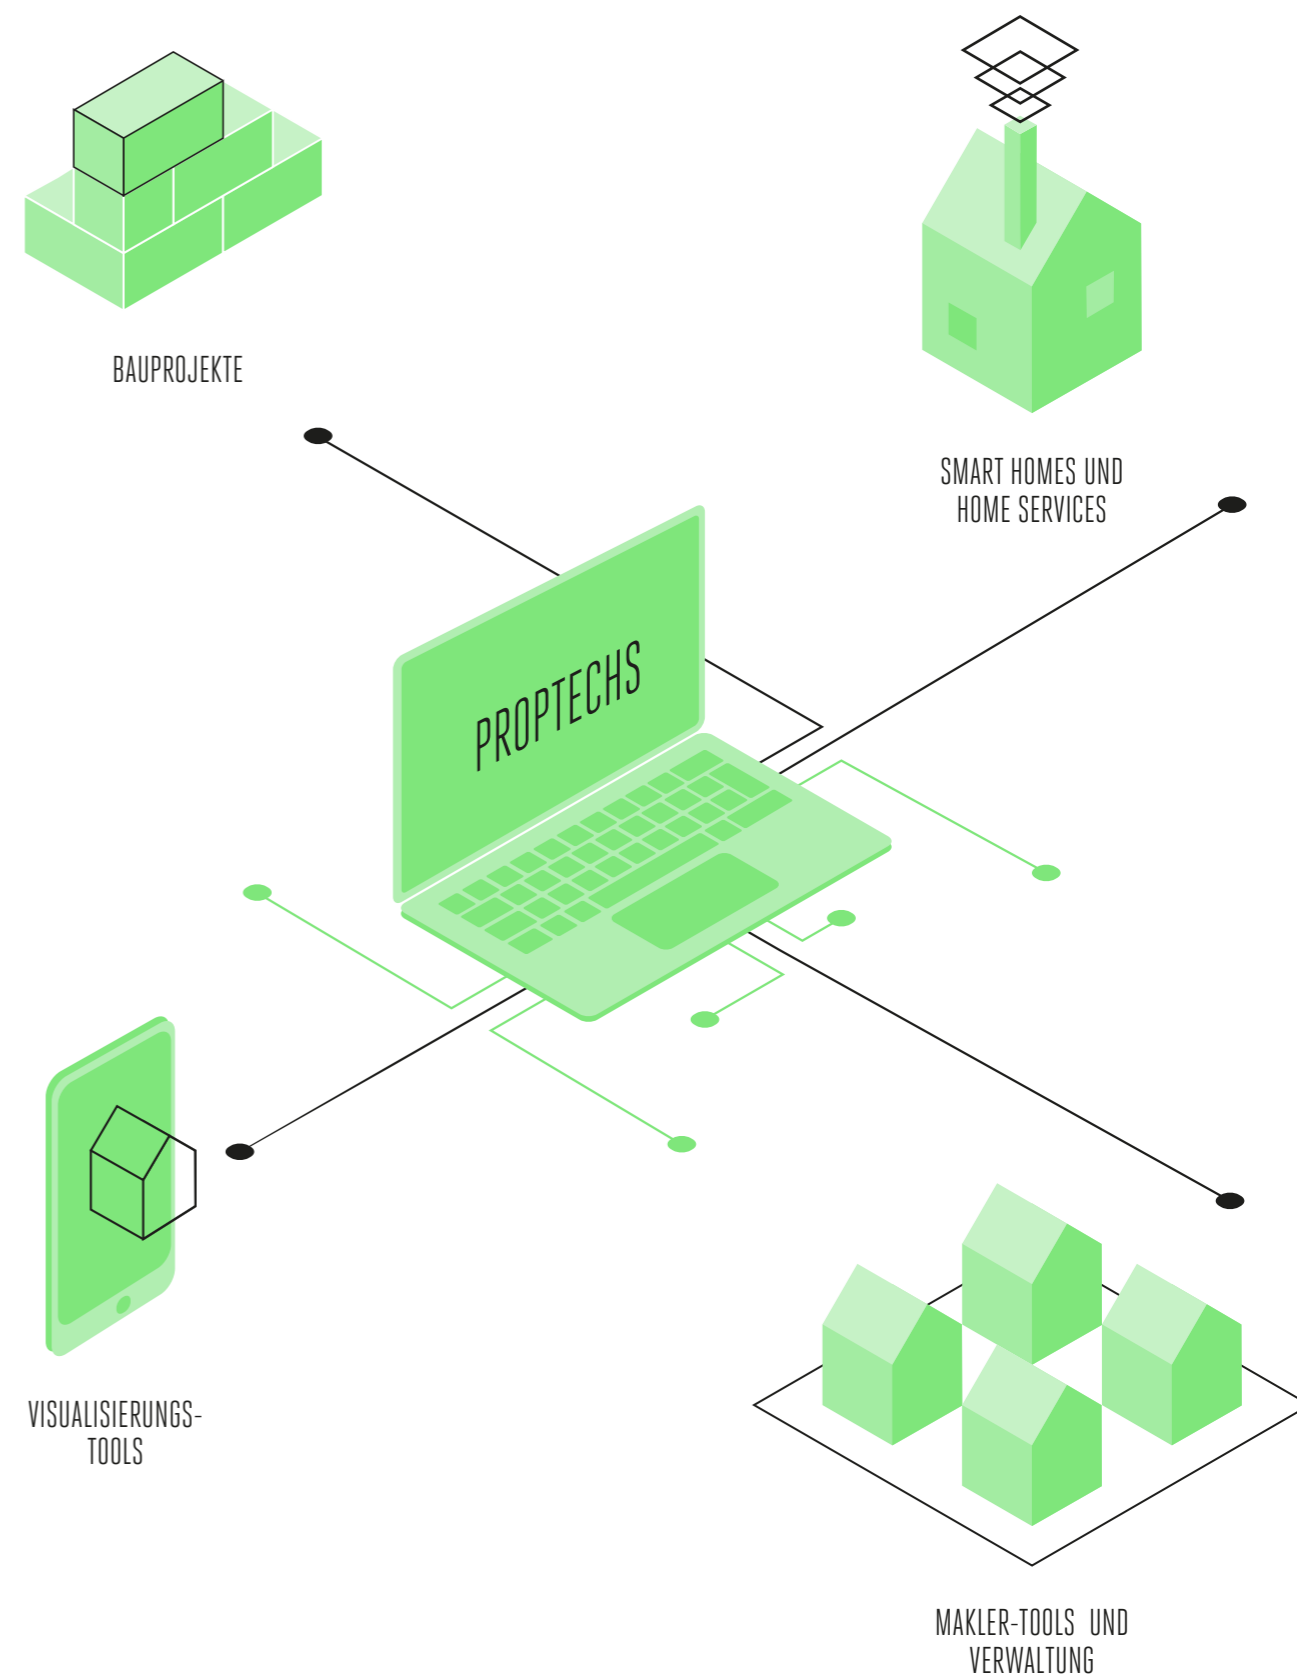 BAUPROJEKTE
SMART HOMES UND
HOME SERVICES
PROPTECHS
VISUALISIERUNGS-
TOOLS
MAKLER-TOOLS UND
VERWALTUNG